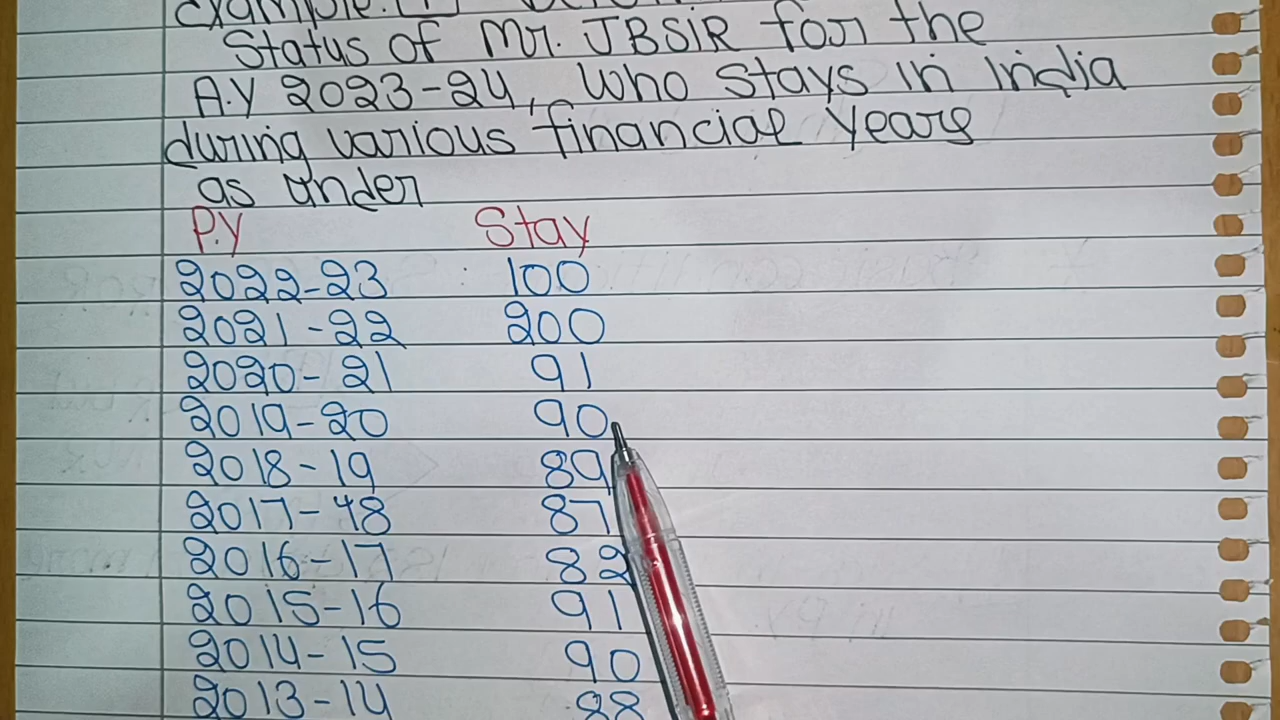 Example.
Status of Mr. JBSIR for the
A.Y 2023-24, Who Stays in India
during various financial years
as under
P.Y Stay
2022-23 100
2021-22 200
2020-21 91
2019-20 90
2018-19 89
2017-48 87
2016-17 82
2015-16 91
2014-15 90
2013-14 88